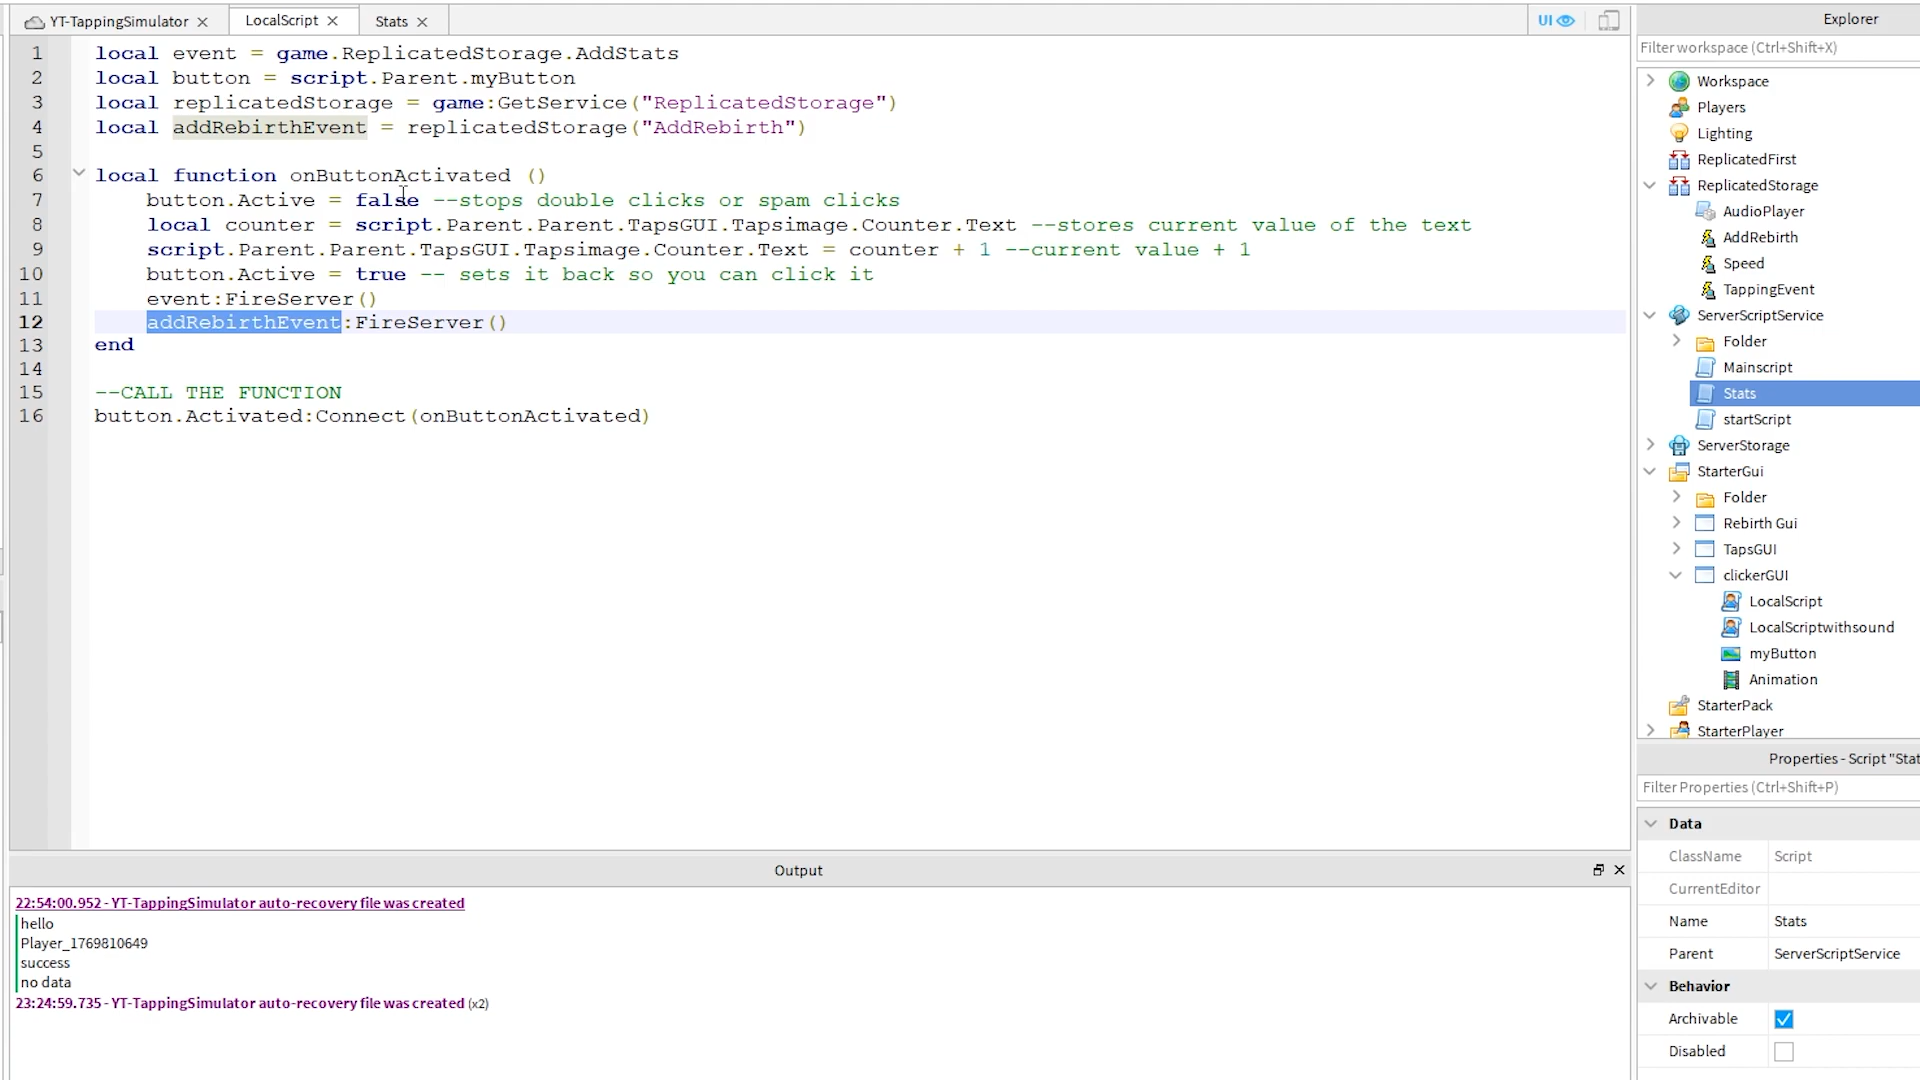 YT-TappingSimulator
LocalScript
Stats
UI
1 local event = game.ReplicatedStorage.AddStats
2 local button = script.Parent.myButton
3 local replicatedStorage = game:GetService("ReplicatedStorage")
4 local addRebirthEvent = replicatedStorage("AddRebirth")
5
6 local function onButtonActivated ()
7 button.Active = false --stops double clicks or spam clicks
8 local counter = script.Parent.Parent.TapsGUI.Tapsimage.Counter.Text --stores current value of the text
9 script.Parent.Parent.TapsGUI.Tapsimage.Counter.Text = counter + 1 --current value + 1
10 button.Active = true -- sets it back so you can click it
11 event:FireServer()
12 addRebirthEvent:FireServer()
13 end
14
15 --CALL THE FUNCTION
16 button.Activated:Connect(onButtonActivated)
Output
22:54:00.952 - YT-TappingSimulator auto-recovery file was created
hello
Player_1769810649
success
no data
23:24:59.735 - YT-TappingSimulator auto-recovery file was created (x2)
Explorer
Filter workspace (Ctrl+Shift+X)
Workspace
Players
Lighting
ReplicatedFirst
ReplicatedStorage
AudioPlayer
AddRebirth
Speed
TappingEvent
ServerScriptService
Folder
Mainscript
Stats
startScript
ServerStorage
StarterGui
Folder
Rebirth Gui
TapsGUI
clickerGUI
LocalScript
LocalScriptwithsound
myButton
Animation
StarterPack
StarterPlayer
Properties - Script "Stat
Filter Properties (Ctrl+Shift+P)
Data
ClassName Script
CurrentEditor
Name Stats
Parent ServerScriptService
Behavior
Archivable
Disabled